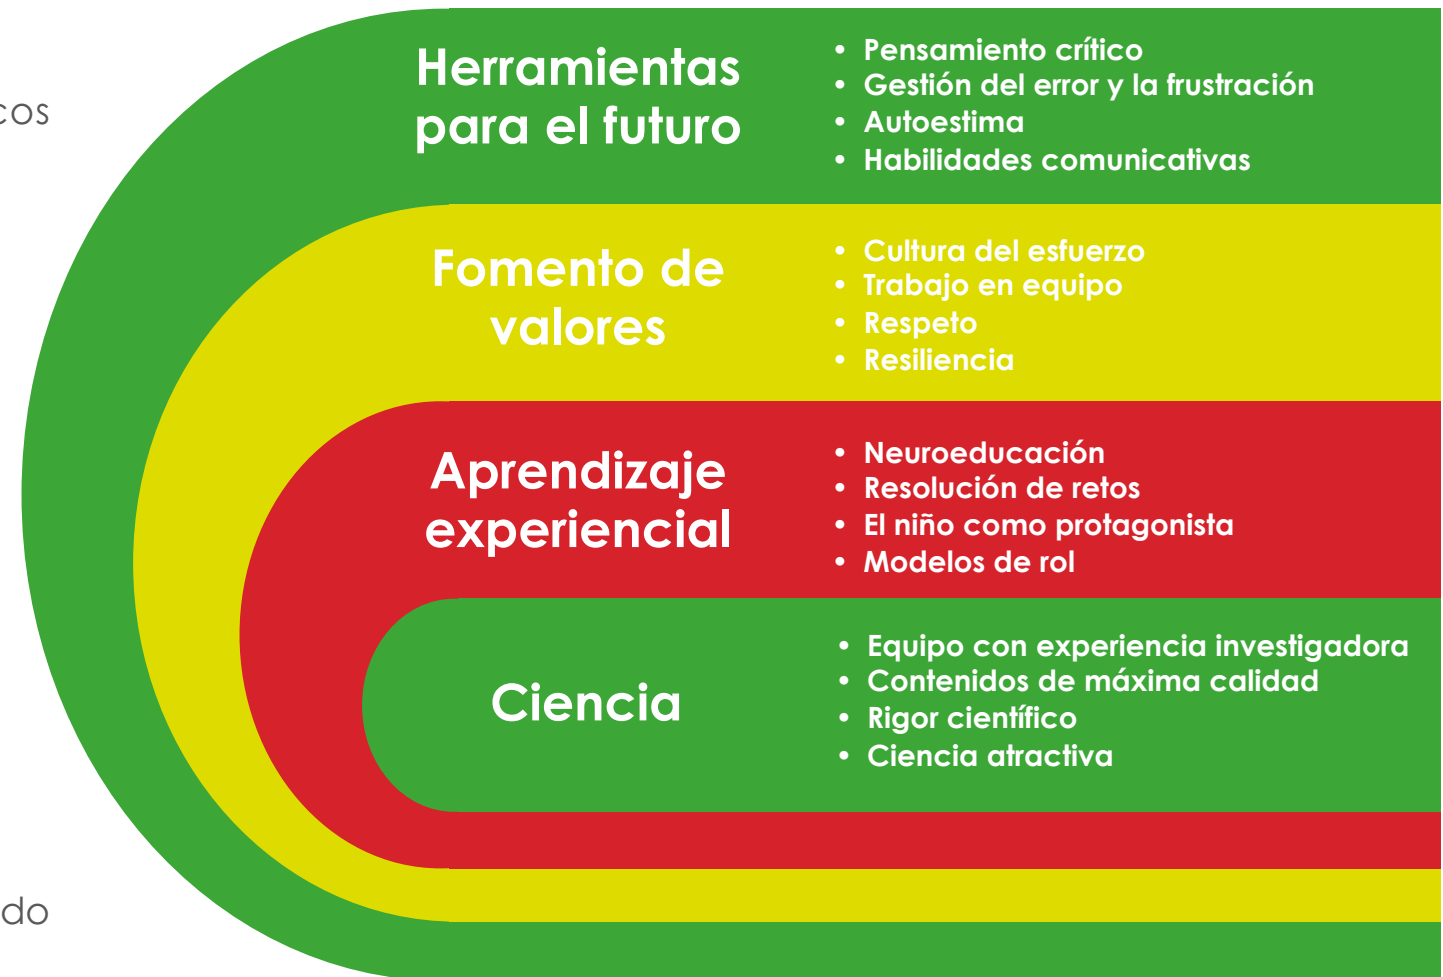 Herramientas
para el futuro
• Pensamiento crítico
• Gestión del error y la frustración
• Autoestima
• Habilidades comunicativas
Fomento de
valores
• Cultura del esfuerzo
• Trabajo en equipo
• Respeto
• Resiliencia
Aprendizaje
experiencial
• Neuroeducación
• Resolución de retos
• El niño como protagonista
• Modelos de rol
Ciencia
• Equipo con experiencia investigadora
• Contenidos de máxima calidad
• Rigor científico
• Ciencia atractiva